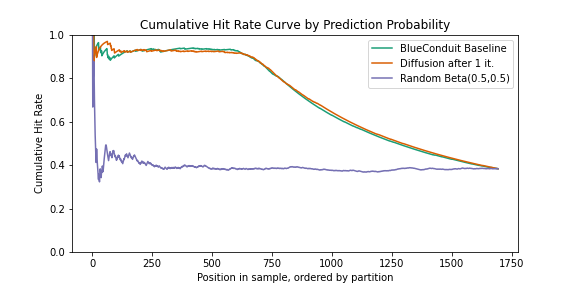 Cumulative Hit Rate Curve by Prediction Probability
1.0
0.8
0.6
0.4
0.2
0.0
Cumulative Hit Rate
BlueConduit Baseline
Diffusion after 1 it.
Random Beta(0.5,0.5)
0 250 500 750 1000 1250 1500 1750
Position in sample, ordered by partition